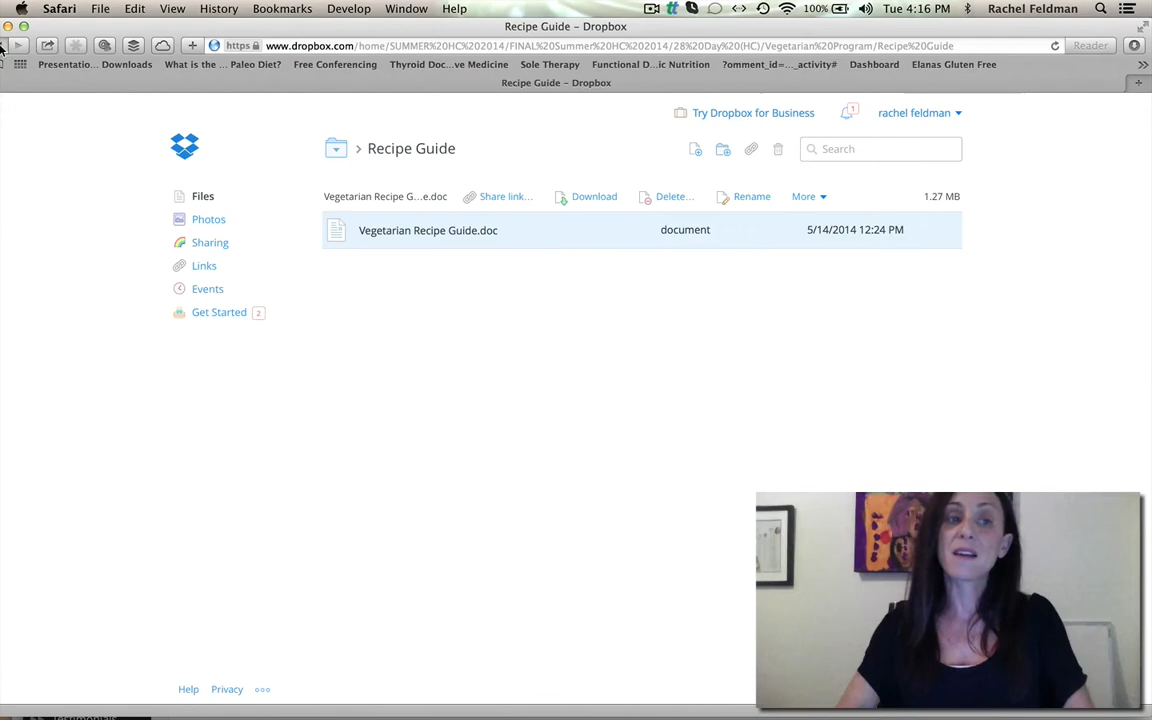 Safari File Edit View History Bookmarks Develop Window Help 100% Tue 4:16 PM Rachel Feldman
Recipe Guide – Dropbox
https www.dropbox.com/home/SUMMER%20HC%202014/FINAL%20Summer%20HC%202014/28%20Day%20(HC)/Vegetarian%20Program/Recipe%20Guide Reader
Presentatio... Downloads What is the ... Paleo Diet? Free Conferencing Thyroid Doc...ve Medicine Sole Therapy Functional D...ic Nutrition ?omment_id=..._activity# Dashboard Elanas Gluten Free
Recipe Guide – Dropbox
Try Dropbox for Business 1 rachel feldman
> Recipe Guide Search
Files Vegetarian Recipe G...e.doc Share link... Download Delete... Rename More 1.27 MB
Photos
Vegetarian Recipe Guide.doc document 5/14/2014 12:24 PM
Sharing
Links
Events
Get Started 2
Help Privacy